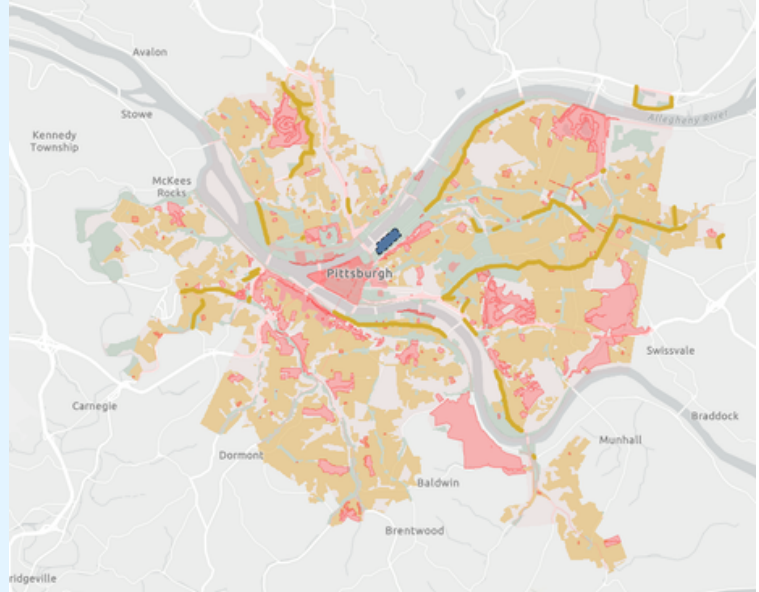 Avalon
Stowe
Allegheny River
Kennedy
Township
McKees
Rocks
Pittsburgh
Swissvale
Carnegie
Braddock
Munhall
Dormont
Baldwin
Brentwood
ridgeville